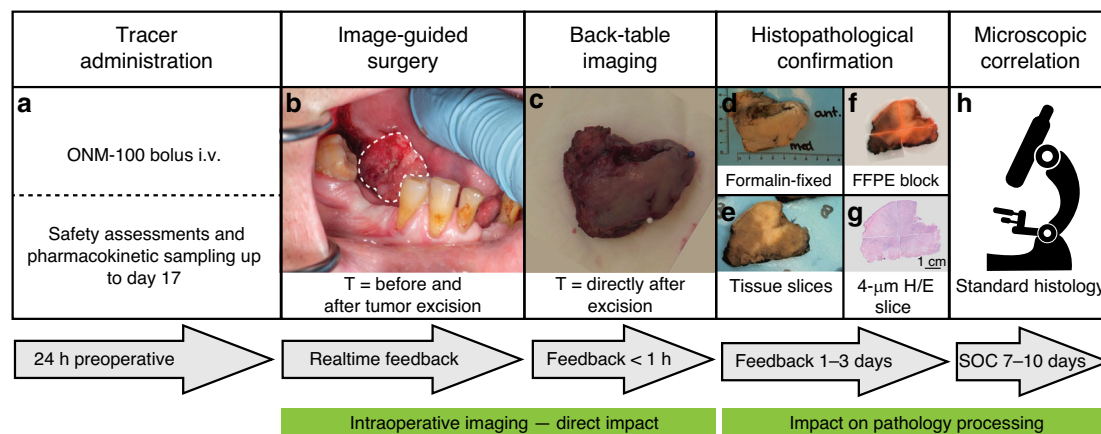 Tracer
administration
Image-guided
surgery
Back-table
imaging
Histopathological
confirmation
Microscopic
correlation
a
ONM-100 bolus i.v.
Safety assessments and
pharmacokinetic sampling up
to day 17
b
T = before and
after tumor excision
c
T = directly after
excision
d
ant.
med
Formalin-fixed
e
Tissue slices
f
FFPE block
g
1 cm
4-μm H/E
slice
h
Standard histology
24 h preoperative
Realtime feedback
Feedback < 1 h
Feedback 1–3 days
SOC 7–10 days
Intraoperative imaging — direct impact
Impact on pathology processing